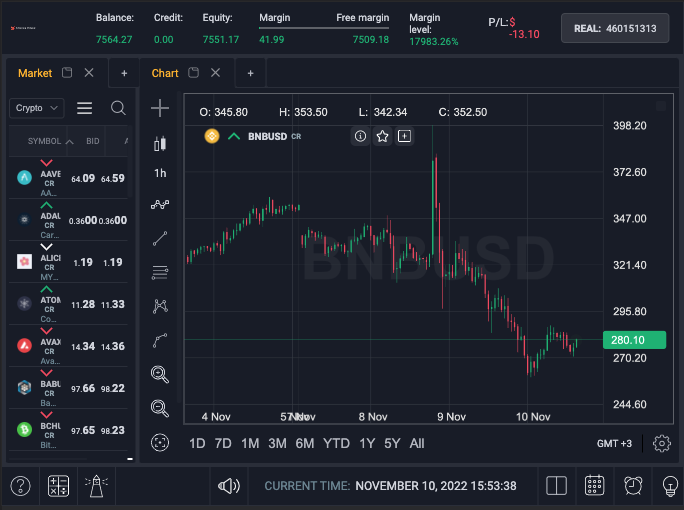 Balance: Credit: Equity: Margin Free margin Margin level: P/L: $ -13.10 REAL: 460151313
7564.27 0.00 7551.17 41.99 7509.18 17983.26%
Market +
Chart +
Crypto
SYMBOL BID A
O: 345.80 H: 353.50 L: 342.34 C: 352.50
BNBUSD CR
AAVE CR AA... 64.09 64.59
ADAU CR Car... 0.3600 0.3600
ALICE CR MY... 1.19 1.19
ATOM CR Co... 11.28 11.33
AVAX CR Ava... 14.34 14.36
BABU CR Ba... 97.66 98.22
BCHU CR Bit... 97.65 98.23
1h
BNBUSD
398.20
372.60
347.00
321.40
295.80
280.10
270.20
244.60
4 Nov 7 Nov 8 Nov 9 Nov 10 Nov
1D 7D 1M 3M 6M YTD 1Y 5Y All
GMT +3
CURRENT TIME: NOVEMBER 10, 2022 15:53:38